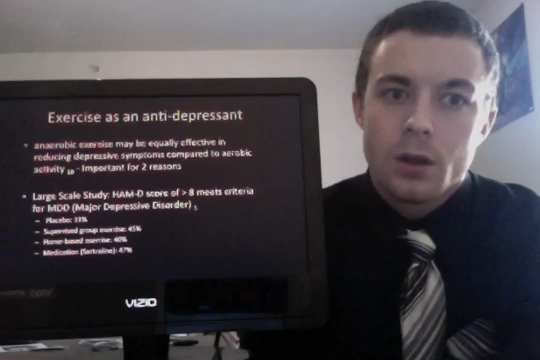 Exercise as an anti-depressant
anaerobic exercise may be equally effective in
reducing depressive symptoms compared to aerobic
activity 10 - Important for 2 reasons
Large Scale Study: HAM-D score of > 8 meets criteria
for MDD (Major Depressive Disorder) 5
– Placebo: 31%
– Supervised group exercise: 45%
– Home-based exercise: 40%
– Medication (Sertraline): 47%
VIZIO